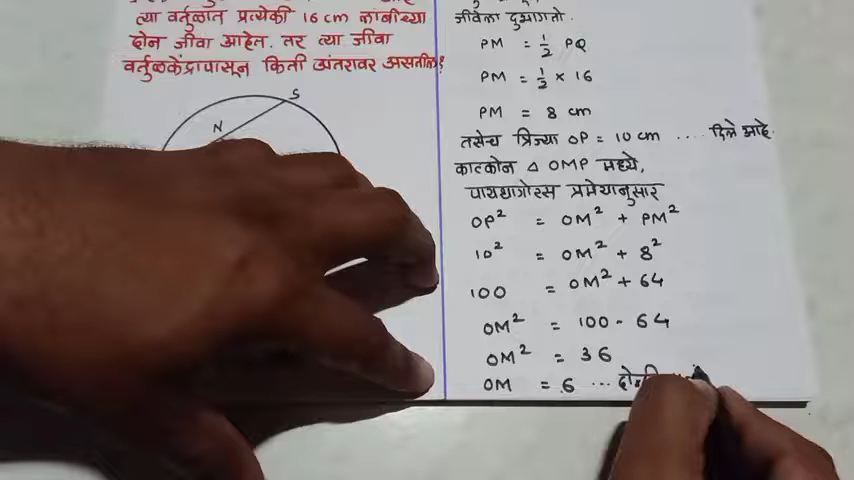 त्या वर्तुळात प्रत्येकी 16 cm लांबीच्या
दोन जीवा आहेत. तर त्या जीवा
वर्तुळकेंद्रापासून किती अंतरावर असतील?
S
N
जीवेला दुभागतो.
PM = 1/2 PQ
PM = 1/2 × 16
PM = 8 cm
तसेच त्रिज्या OP = 10 cm .... दिले आहे.
काटकोन △ OMP मध्ये,
पायथागोरस प्रमेयानुसार
OP² = OM² + PM²
10² = OM² + 8²
100 = OM² + 64
OM² = 100 - 64
OM² = 36
OM = 6 ...